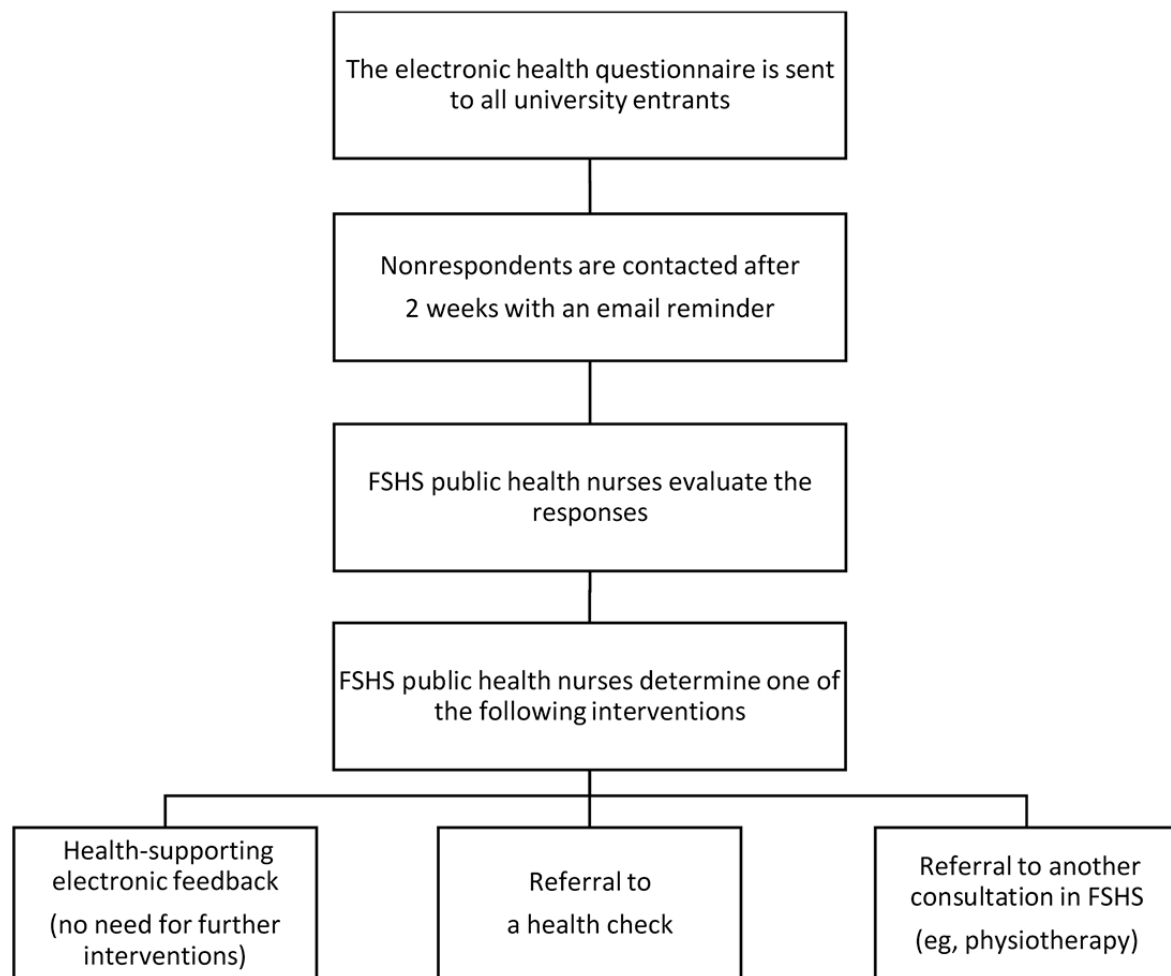 The electronic health questionnaire is sent
to all university entrants
Nonrespondents are contacted after
2 weeks with an email reminder
FSHS public health nurses evaluate the
responses
FSHS public health nurses determine one of
the following interventions
Health-supporting
electronic feedback
(no need for further
interventions)
Referral to
a health check
Referral to another
consultation in FSHS
(eg, physiotherapy)